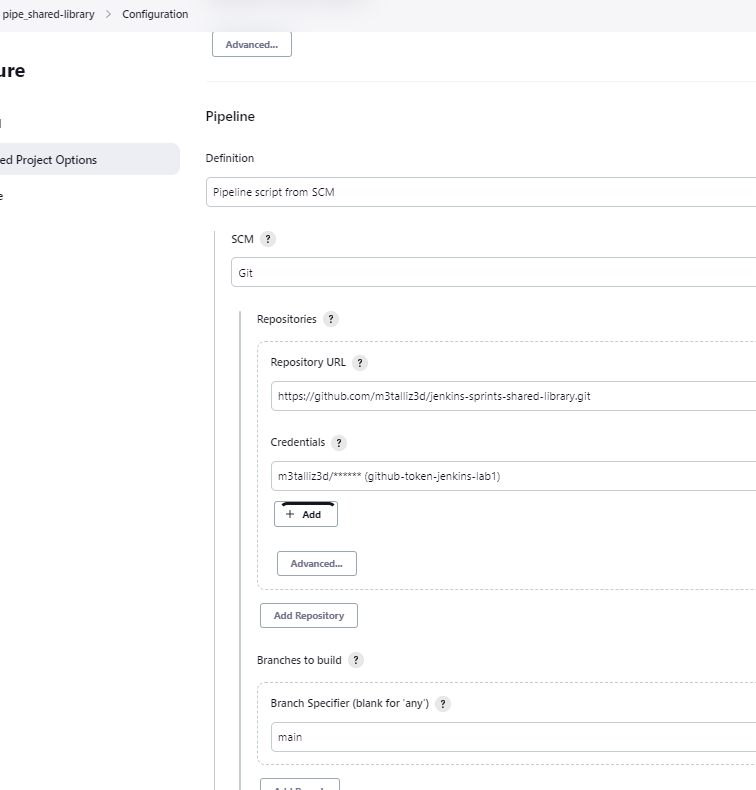 pipe_shared-library > Configuration
Advanced...
ure
Pipeline
Definition
ed Project Options
Pipeline script from SCM
SCM ?
Git
Repositories ?
Repository URL ?
https://github.com/m3talliz3d/jenkins-sprints-shared-library.git
Credentials ?
m3talliz3d/****** (github-token-jenkins-lab1)
+ Add
Advanced...
Add Repository
Branches to build ?
Branch Specifier (blank for 'any') ?
main